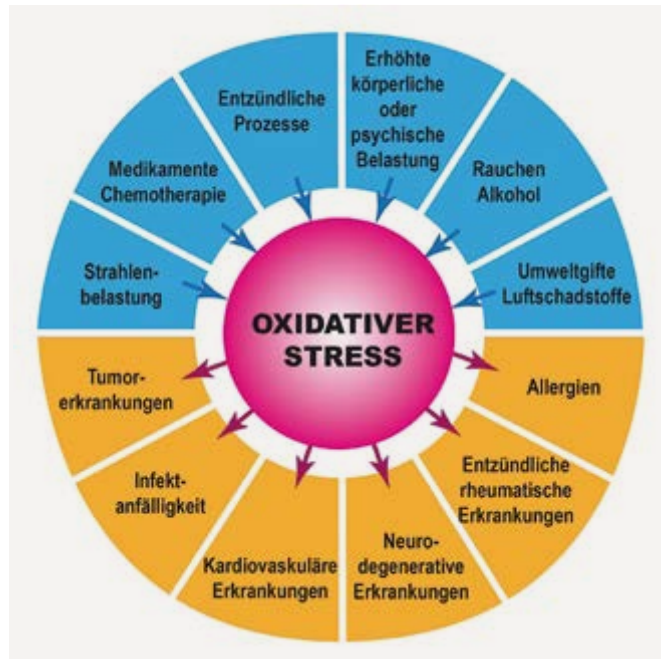 Entzündliche
Prozesse
Erhöhte
körperliche
oder
psychische
Belastung
Medikamente
Chemotherapie
Rauchen
Alkohol
Strahlen-
belastung
Umweltgifte
Luftschadstoffe
OXIDATIVER
STRESS
Tumor-
erkrankungen
Allergien
Infekt-
anfälligkeit
Entzündliche
rheumatische
Erkrankungen
Kardiovaskuläre
Erkrankungen
Neuro-
degenerative
Erkrankungen